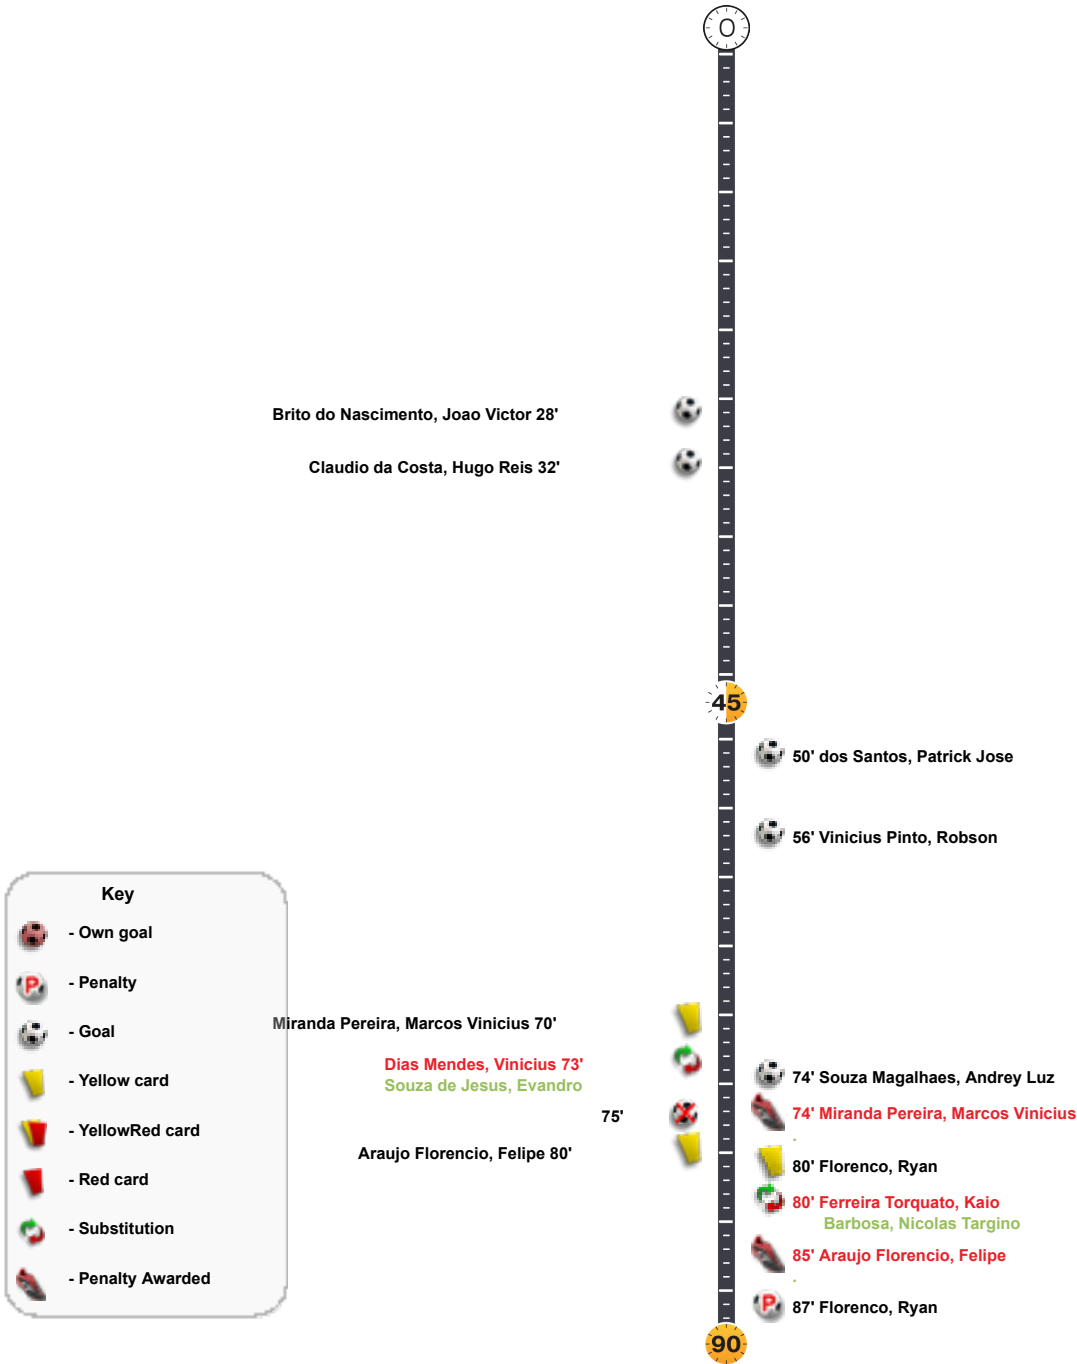 0
Brito do Nascimento, Joao Victor 28'
Claudio da Costa, Hugo Reis 32'
45
50' dos Santos, Patrick Jose
56' Vinicius Pinto, Robson
Key
- Own goal
P - Penalty
- Goal
- Yellow card
- YellowRed card
- Red card
- Substitution
- Penalty Awarded
Miranda Pereira, Marcos Vinicius 70'
Dias Mendes, Vinicius 73'
Souza de Jesus, Evandro
74' Souza Magalhaes, Andrey Luz
75'
74' Miranda Pereira, Marcos Vinicius
.
Araujo Florencio, Felipe 80'
80' Florenco, Ryan
80' Ferreira Torquato, Kaio
Barbosa, Nicolas Targino
85' Araujo Florencio, Felipe
.
P 87' Florenco, Ryan
90